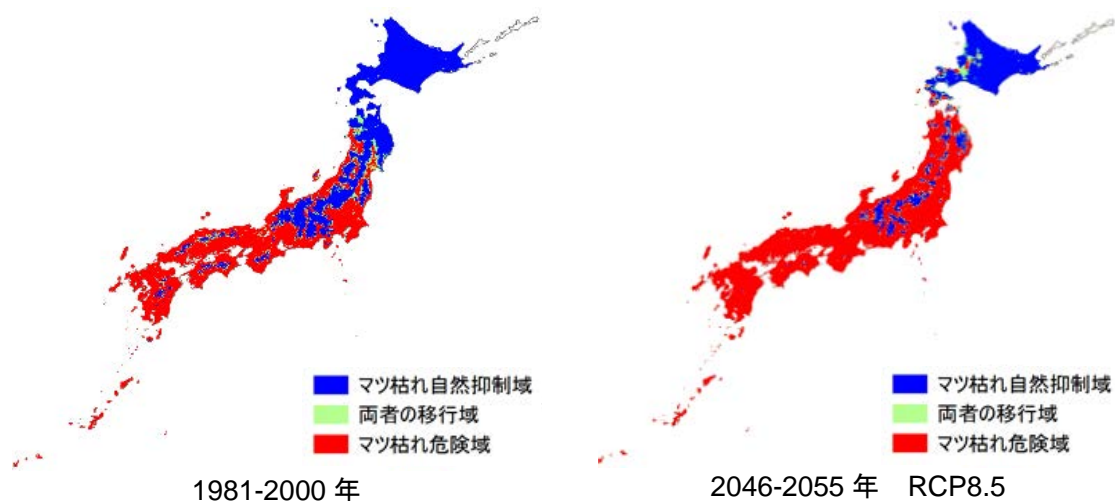 マツ枯れ自然抑制域
両者の移行域
マツ枯れ危険域
1981-2000 年
マツ枯れ自然抑制域
両者の移行域
マツ枯れ危険域
2046-2055 年 RCP8.5